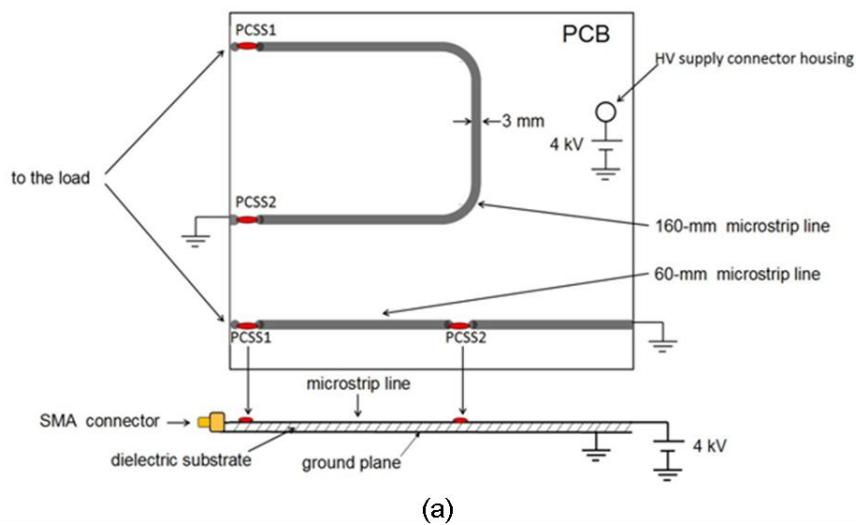 PCSS1
PCB
HV supply connector housing
3 mm
4 kV
to the load
PCSS2
160-mm microstrip line
60-mm microstrip line
PCSS1
PCSS2
microstrip line
SMA connector
4 kV
dielectric substrate
ground plane
(a)